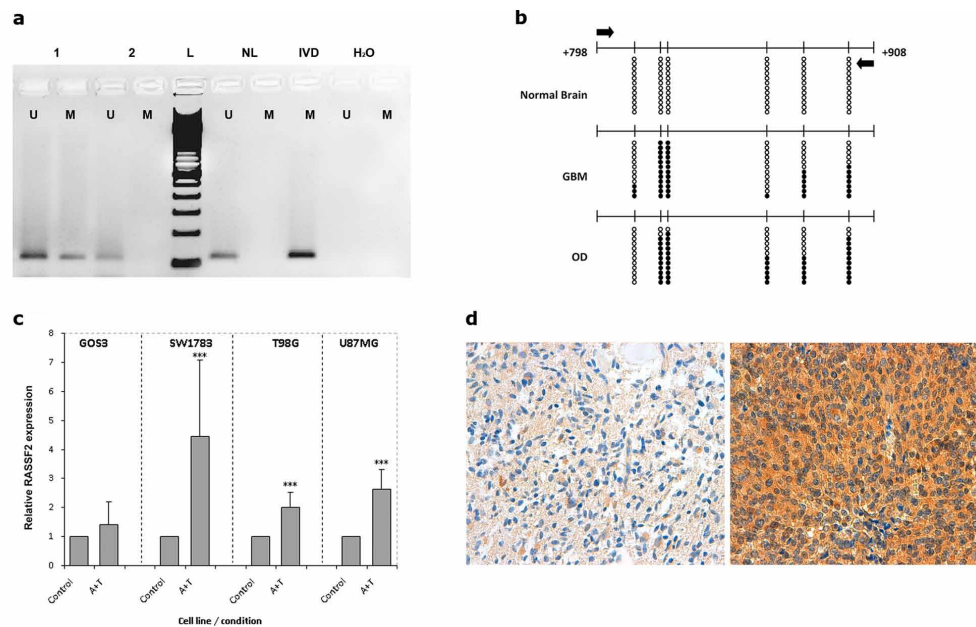 a
1 2 L NL IVD H₂O
U M U M U M M U M
b
+798 +908
Normal Brain
GBM
OD
c
8
7
6
5
4
3
2
1
0
Relative RASSF2 expression
GOS3 SW1783 T98G U87MG
*** *** ***
Control A+T Control A+T Control A+T Control A+T
Cell line / condition
d